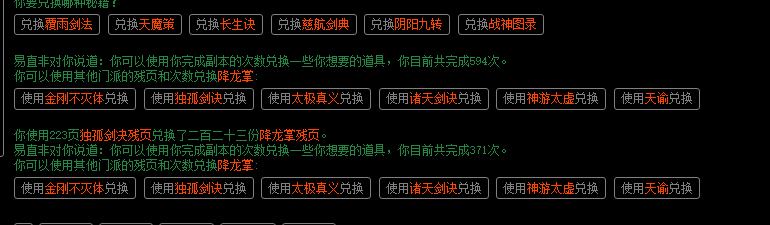 你要兑换哪种秘籍？
兑换覆雨剑法 兑换天魔策 兑换长生诀 兑换慈航剑典 兑换阴阳九转 兑换战神图录
易直非对你说道：你可以使用你完成副本的次数兑换一些你想要的道具，你目前共完成594次。
你可以使用其他门派的残页和次数兑换降龙掌:
使用金刚不灭体兑换 使用独孤剑诀兑换 使用太极真义兑换 使用诸天剑诀兑换 使用神游太虚兑换 使用天谕兑换
你使用223页独孤剑决残页兑换了二百二十三份降龙掌残页。
易直非对你说道：你可以使用你完成副本的次数兑换一些你想要的道具，你目前共完成371次。
你可以使用其他门派的残页和次数兑换降龙掌:
使用金刚不灭体兑换 使用独孤剑诀兑换 使用太极真义兑换 使用诸天剑诀兑换 使用神游太虚兑换 使用天谕兑换